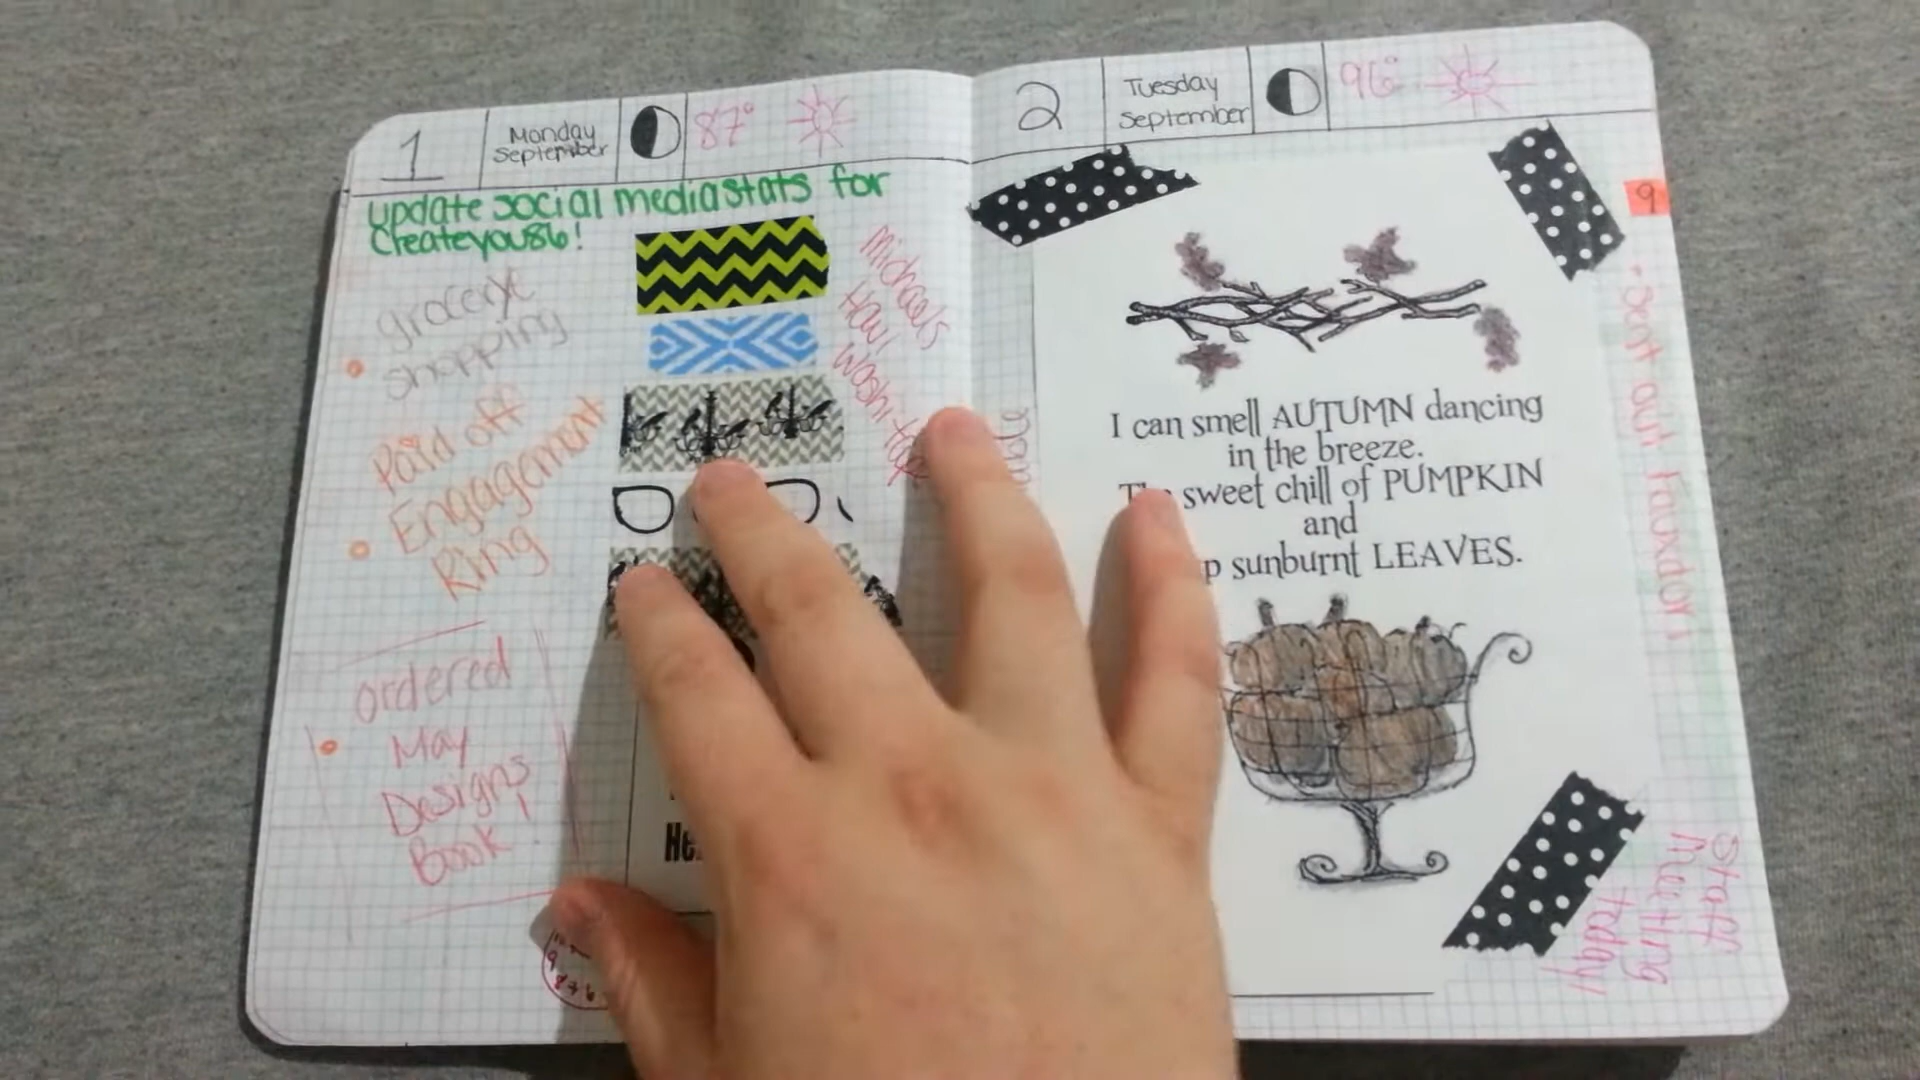 1
Monday
September
87°
update social media stats for
Createyou86!
grocery
shopping
Paid off
Engagement
Ring
ordered
May
Designs
Book!
Michaels
Haul
Washi-tape
2
Tuesday
September
96°
9
I can smell AUTUMN dancing
in the breeze.
The sweet chill of PUMPKIN
and
sunburnt LEAVES.
• Sent out fauxdori
Staff
Meeting
today!